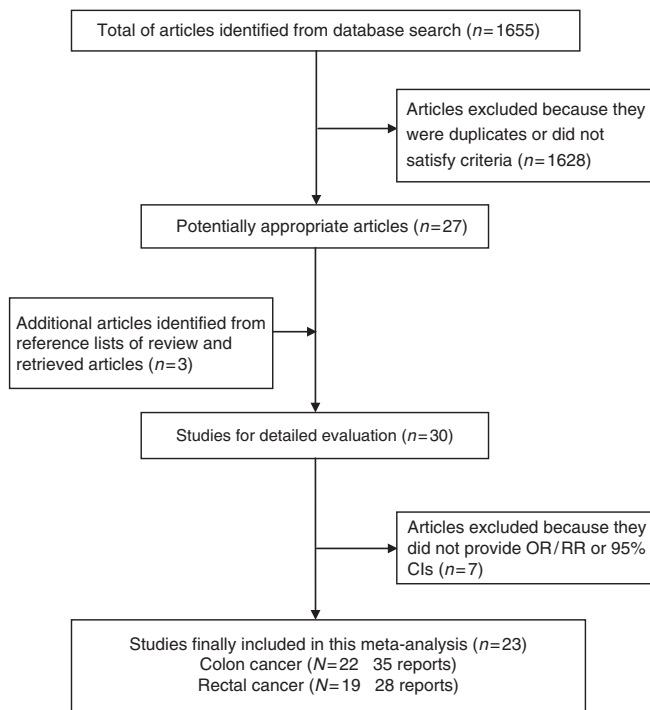 Total of articles identified from database search (n=1655)
Articles excluded because they
were duplicates or did not
satisfy criteria (n=1628)
Potentially appropriate articles (n=27)
Additional articles identified from
reference lists of review and
retrieved articles (n=3)
Studies for detailed evaluation (n=30)
Articles excluded because they
did not provide OR/RR or 95%
CIs (n=7)
Studies finally included in this meta-analysis (n=23)
Colon cancer (N=22 35 reports)
Rectal cancer (N=19 28 reports)